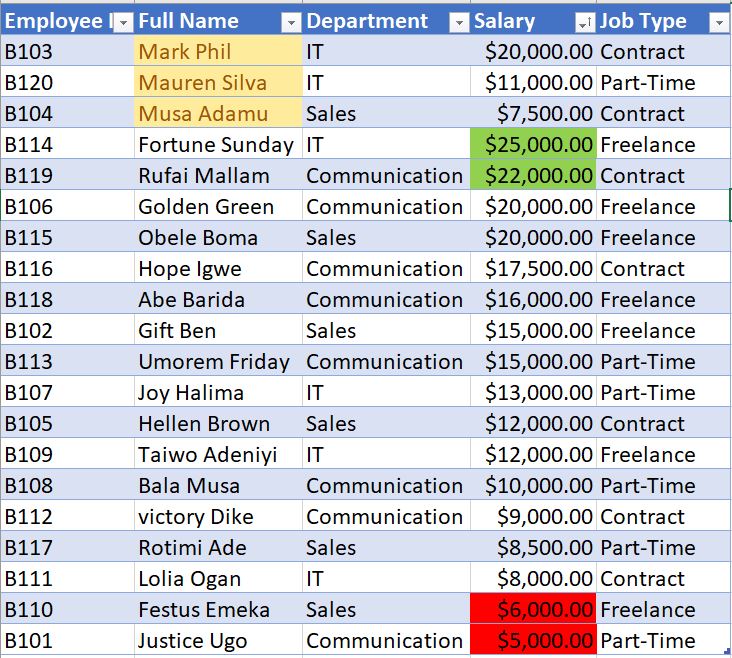 Employee I Full Name Department Salary Job Type
B103 Mark Phil IT $20,000.00 Contract
B120 Mauren Silva IT $11,000.00 Part-Time
B104 Musa Adamu Sales $7,500.00 Contract
B114 Fortune Sunday IT $25,000.00 Freelance
B119 Rufai Mallam Communication $22,000.00 Contract
B106 Golden Green Communication $20,000.00 Freelance
B115 Obele Boma Sales $20,000.00 Freelance
B116 Hope Igwe Communication $17,500.00 Contract
B118 Abe Barida Communication $16,000.00 Freelance
B102 Gift Ben Sales $15,000.00 Freelance
B113 Umorem Friday Communication $15,000.00 Part-Time
B107 Joy Halima IT $13,000.00 Part-Time
B105 Hellen Brown Sales $12,000.00 Contract
B109 Taiwo Adeniyi IT $12,000.00 Freelance
B108 Bala Musa Communication $10,000.00 Part-Time
B112 victory Dike Communication $9,000.00 Contract
B117 Rotimi Ade Sales $8,500.00 Part-Time
B111 Lolia Ogan IT $8,000.00 Contract
B110 Festus Emeka Sales $6,000.00 Freelance
B101 Justice Ugo Communication $5,000.00 Part-Time